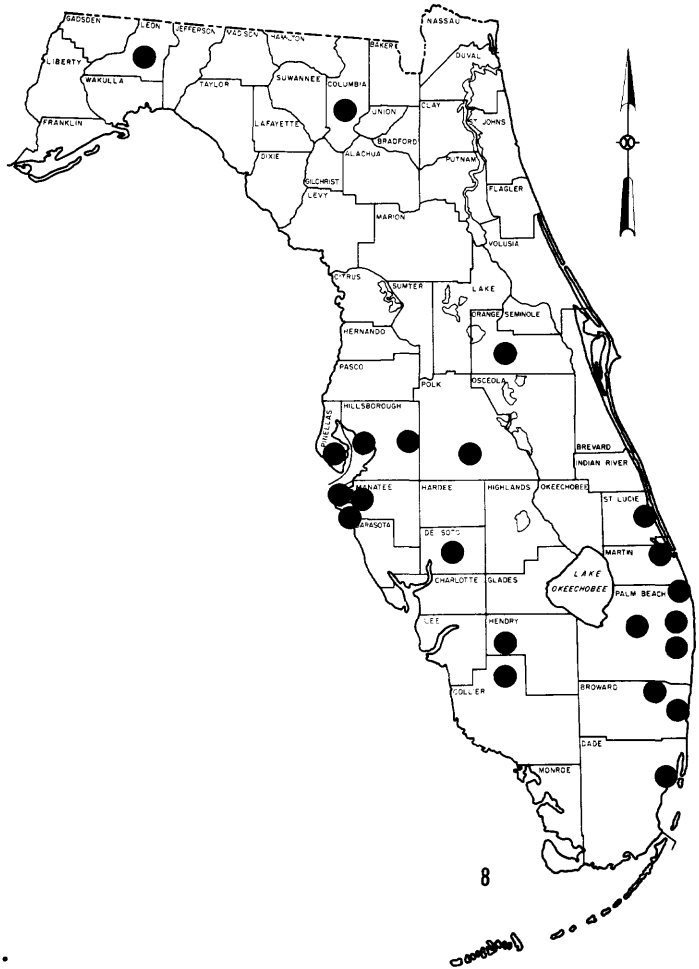 NASSAU
GADSDEN
LEON
JEFFERSON
MADISON
HAMILTON
BAKER
DUVAL
LIBERTY
WAKULLA
TAYLOR
SUWANNEE
COLUMBIA
UNION
CLAY
ST JOHNS
FRANKLIN
LAFAYETTE
BRADFORD
DIXIE
ALACHUA
PUTNAM
GILCHRIST
FLAGLER
LEVY
MARION
VOLUSIA
CITRUS
SUMTER
LAKE
ORANGE
SEMINOLE
HERNANDO
PASCO
POLK
OSCEOLA
PINELLAS
HILLSBOROUGH
BREVARD
INDIAN RIVER
MANATEE
HARDEE
HIGHLANDS
OKEECHOBEE
ST LUCIE
SARASOTA
DE SOTO
MARTIN
CHARLOTTE
GLADES
LAKE
OKEECHOBEE
PALM BEACH
LEE
HENDRY
COLLIER
BROWARD
DADE
MONROE
8